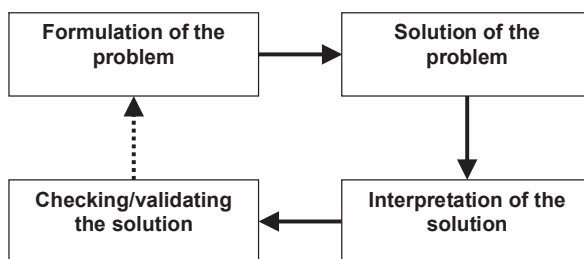 Formulation of the
problem
Solution of the
problem
Checking/validating
the solution
Interpretation of the
solution